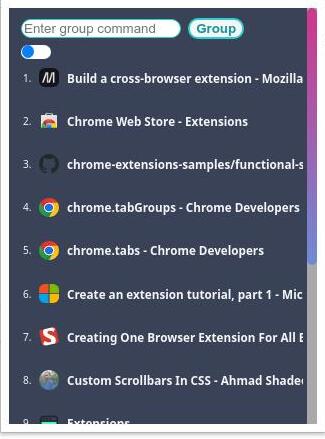 Enter group command Group
1. Build a cross-browser extension - Mozilla
2. Chrome Web Store - Extensions
3. chrome-extensions-samples/functional-s
4. chrome.tabGroups - Chrome Developers
5. chrome.tabs - Chrome Developers
6. Create an extension tutorial, part 1 - Mic
7. Creating One Browser Extension For All E
8. Custom Scrollbars In CSS - Ahmad Shade
9. Extensions